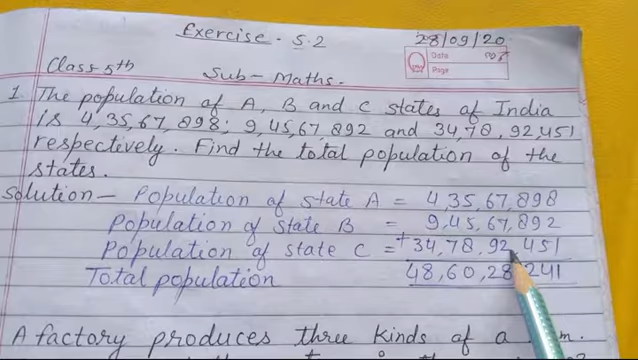 Exercise - 5.2
28/09/20
Date
Page
Class-5th
Sub-Maths.
1. The population of A, B and C states of India
is 4,35,67,898; 9,45,67,892 and 34,78,92,451
respectively. Find the total population of the
states.
Solution- Population of state A = 4,35,67,898
Population of state B = 9,45,67,892
Population of state C = +34,78,92,451
Total population 48,60,28,241
A factory produces three kinds of a